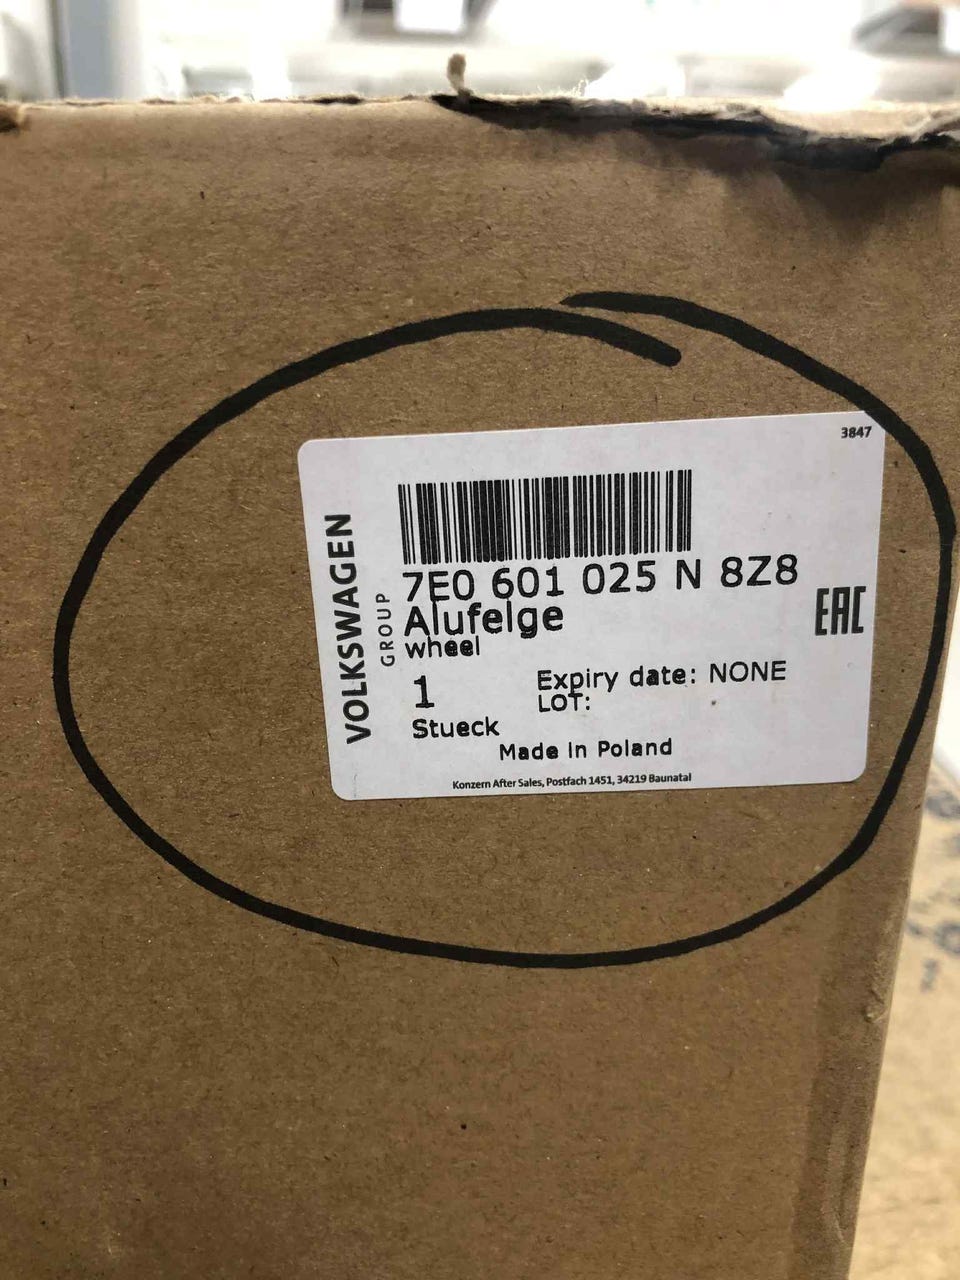 3847
VOLKSWAGEN
GROUP
7E0 601 025 N 8Z8
Alufelge
wheel
EAC
1
Stueck
Expiry date: NONE
LOT:
Made in Poland
Konzern After Sales, Postfach 1451, 34219 Baunatal